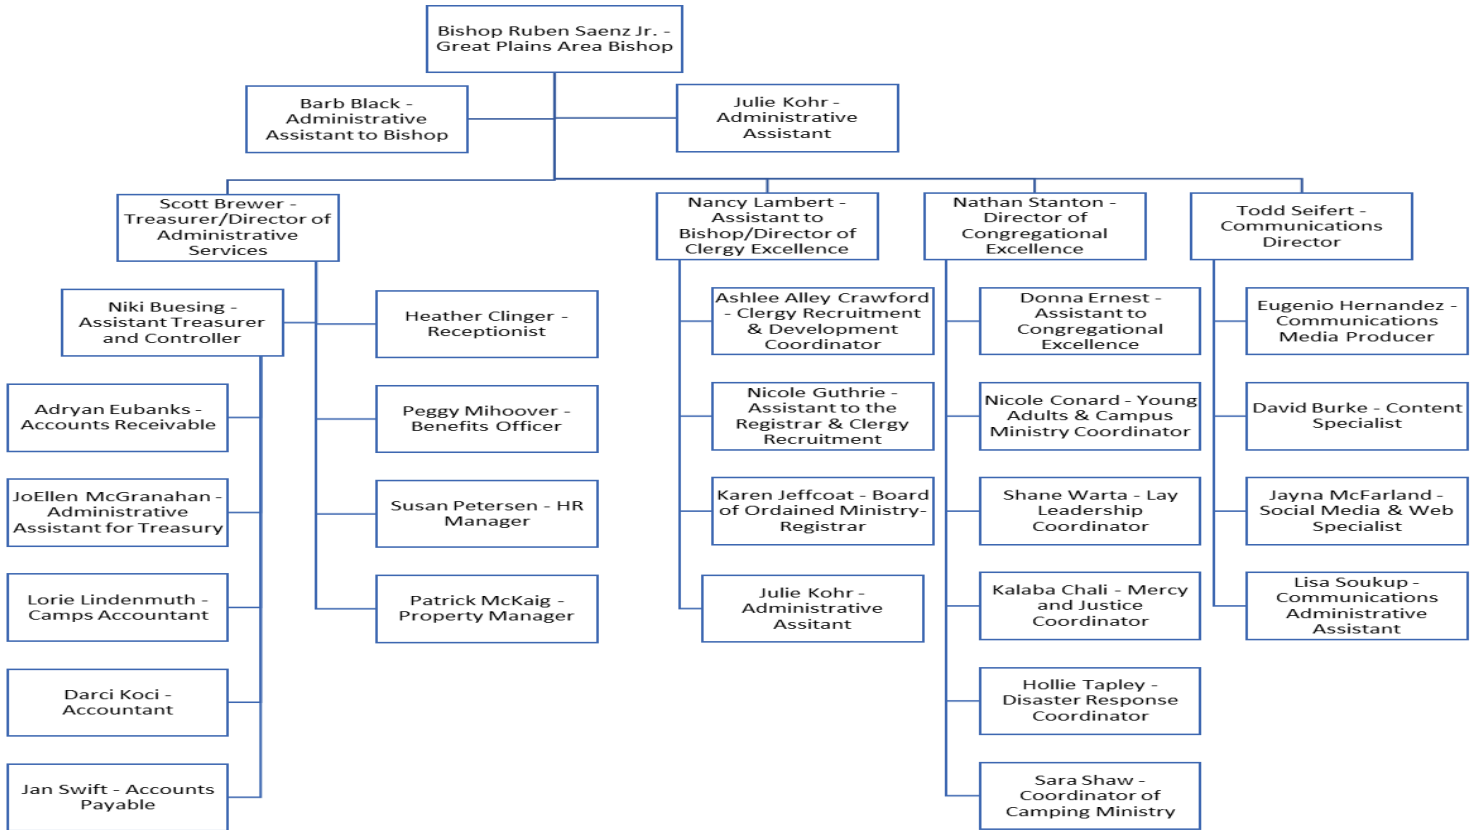 Bishop Ruben Saenz Jr. -
Great Plains Area Bishop
Barb Black -
Administrative
Assistant to Bishop
Julie Kohr -
Administrative
Assistant
Scott Brewer -
Treasurer/Director of
Administrative
Services
Nancy Lambert -
Assistant to
Bishop/Director of
Clergy Excellence
Nathan Stanton -
Director of
Congregational
Excellence
Todd Seifert -
Communications
Director
Niki Buesing -
Assistant Treasurer
and Controller
Adryan Eubanks -
Accounts Receivable
JoEllen McGranahan -
Administrative
Assistant for Treasury
Lorie Lindenmuth -
Camps Accountant
Darci Koci -
Accountant
Jan Swift - Accounts
Payable
Heather Clinger -
Receptionist
Peggy Mihoover -
Benefits Officer
Susan Petersen - HR
Manager
Patrick McKaig -
Property Manager
Ashlee Alley Crawford
- Clergy Recruitment
& Development
Coordinator
Nicole Guthrie -
Assistant to the
Registrar & Clergy
Recruitment
Karen Jeffcoat - Board
of Ordained Ministry-
Registrar
Julie Kohr -
Administrative
Assitant
Donna Ernest -
Assistant to
Congregational
Excellence
Nicole Conard - Young
Adults & Campus
Ministry Coordinator
Shane Warta - Lay
Leadership
Coordinator
Kalaba Chali - Mercy
and Justice
Coordinator
Hollie Tapley -
Disaster Response
Coordinator
Sara Shaw -
Coordinator of
Camping Ministry
Eugenio Hernandez -
Communications
Media Producer
David Burke - Content
Specialist
Jayna McFarland -
Social Media & Web
Specialist
Lisa Soukup -
Communications
Administrative
Assistant